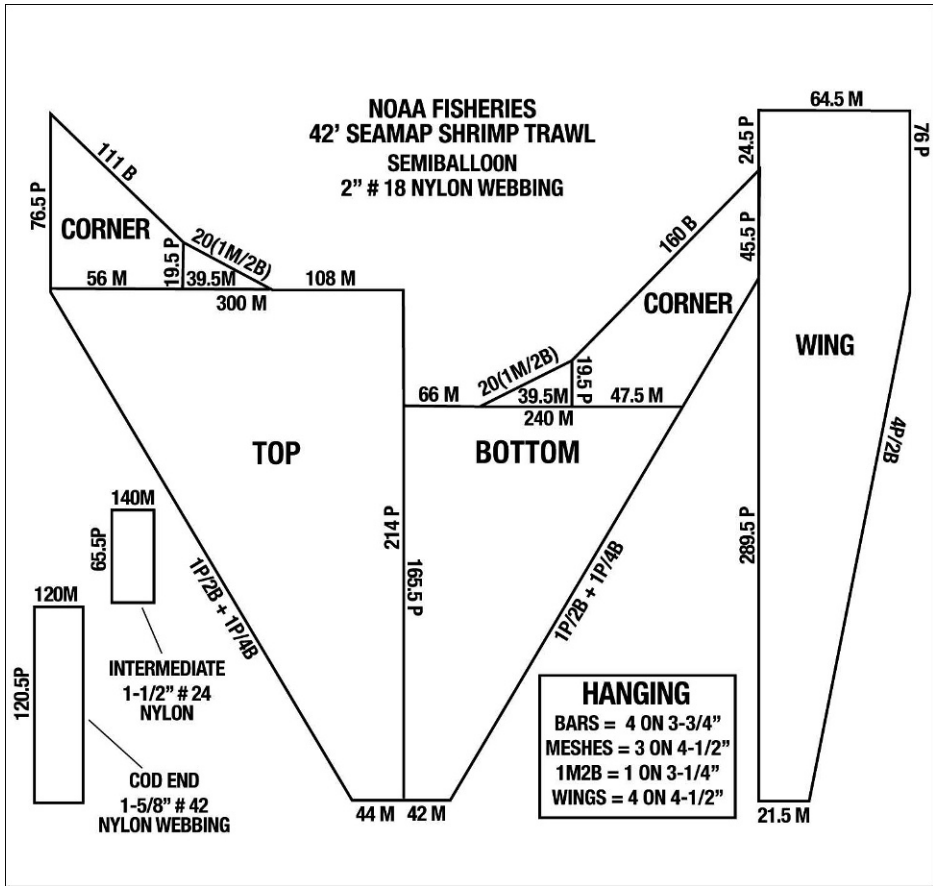 NOAA FISHERIES
42' SEAMAP SHRIMP TRAWL
SEMIBALLOON
2” # 18 NYLON WEBBING
64.5 M
24.5 P
76 P
111 B
76.5 P
CORNER
20(1M/2B)
19.5 P
56 M
39.5M
108 M
300 M
160 B
45.5 P
CORNER
WING
20(1M/2B)
19.5 P
66 M
39.5M
47.5 M
240 M
TOP
BOTTOM
4P/2B
140M
65.5P
214 P
165.5 P
289.5 P
1P/2B + 1P/4B
1P/2B + 1P/4B
120M
120.5P
INTERMEDIATE
1-1/2” # 24
NYLON
COD END
1-5/8” # 42
NYLON WEBBING
HANGING
BARS = 4 ON 3-3/4”
MESHES = 3 ON 4-1/2”
1M2B = 1 ON 3-1/4”
WINGS = 4 ON 4-1/2”
44 M
42 M
21.5 M